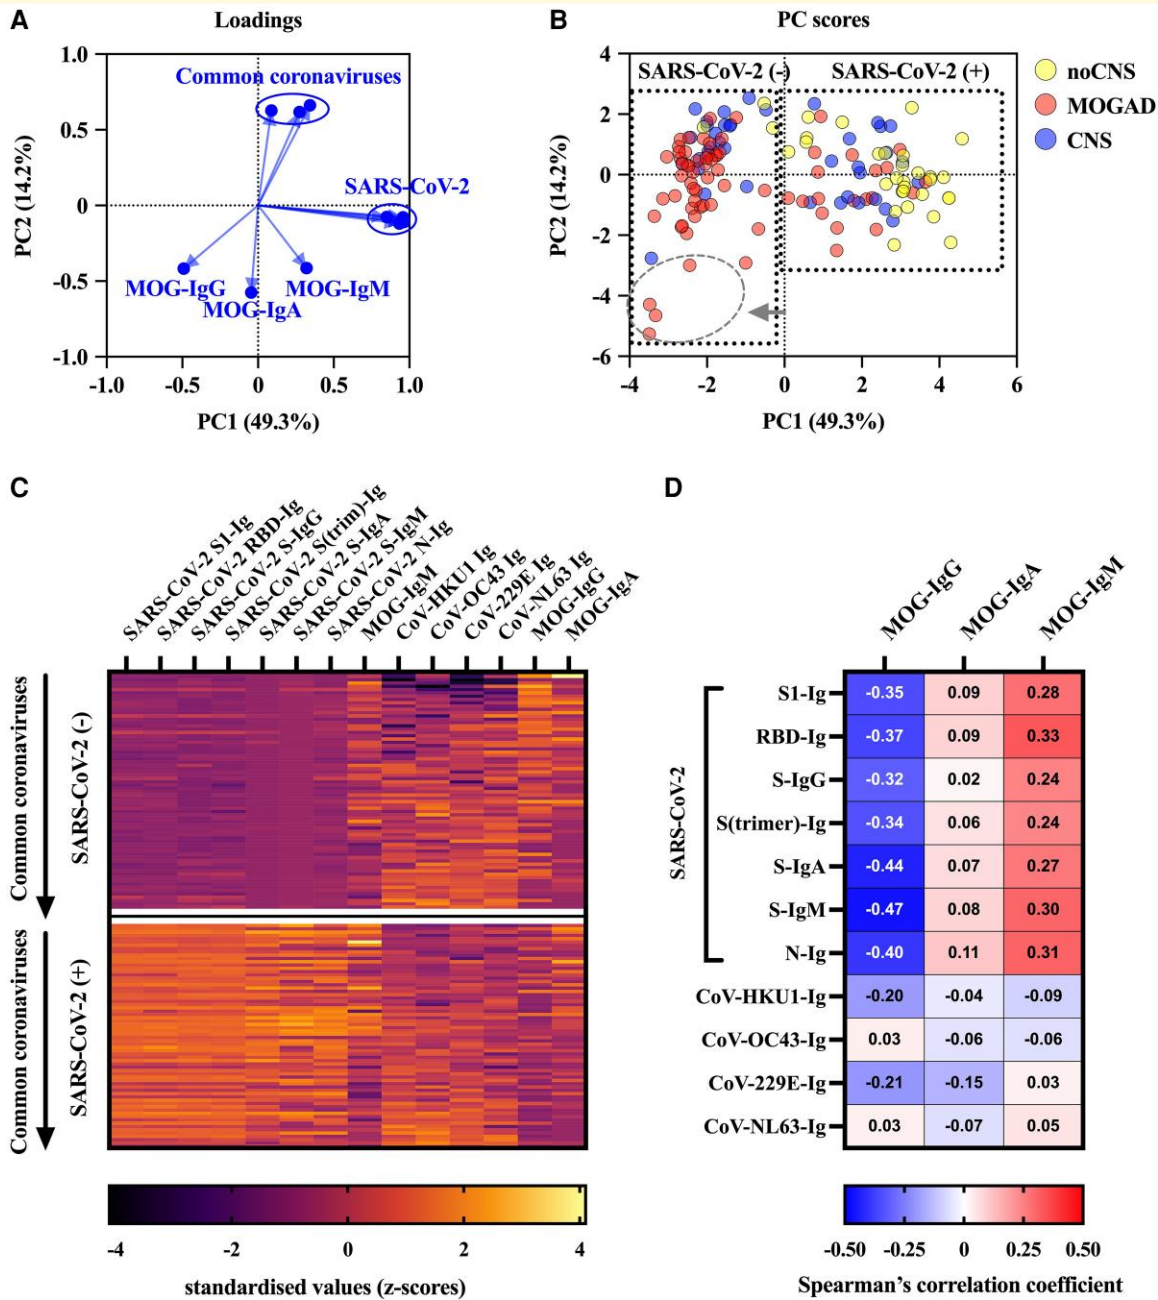 A
Loadings
1.0
0.5
0
-0.5
-1.0
PC2 (14.2%)
Common coronaviruses
SARS-CoV-2
MOG-IgG
MOG-IgA
MOG-IgM
-1.0
-0.5
0
0.5
1.0
PC1 (49.3%)
B
PC scores
4
2
0
-2
-4
-6
PC2 (14.2%)
SARS-CoV-2 (-)
SARS-CoV-2 (+)
-4
-2
0
2
4
6
PC1 (49.3%)
noCNS
MOGAD
CNS
C
SARS-CoV-2 S1-Ig
SARS-CoV-2 RBD-Ig
SARS-CoV-2 S-IgG
SARS-CoV-2 S(trim)-Ig
SARS-CoV-2 S-IgA
SARS-CoV-2 S-IgM
SARS-CoV-2 N-Ig
MOG-IgM
CoV-HKU1 Ig
CoV-OC43 Ig
CoV-229E Ig
CoV-NL63 Ig
MOG-IgG
MOG-IgA
Common coronaviruses
SARS-CoV-2 (-)
Common coronaviruses
SARS-CoV-2 (+)
-4
-2
0
2
4
standardised values (z-scores)
D
MOG-IgG
MOG-IgA
MOG-IgM
SARS-CoV-2
S1-Ig -0.35 0.09 0.28
RBD-Ig -0.37 0.09 0.33
S-IgG -0.32 0.02 0.24
S(trimer)-Ig -0.34 0.06 0.24
S-IgA -0.44 0.07 0.27
S-IgM -0.47 0.08 0.30
N-Ig -0.40 0.11 0.31
CoV-HKU1-Ig -0.20 -0.04 -0.09
CoV-OC43-Ig 0.03 -0.06 -0.06
CoV-229E-Ig -0.21 -0.15 0.03
CoV-NL63-Ig 0.03 -0.07 0.05
-0.50
-0.25
0
0.25
0.50
Spearman's correlation coefficient